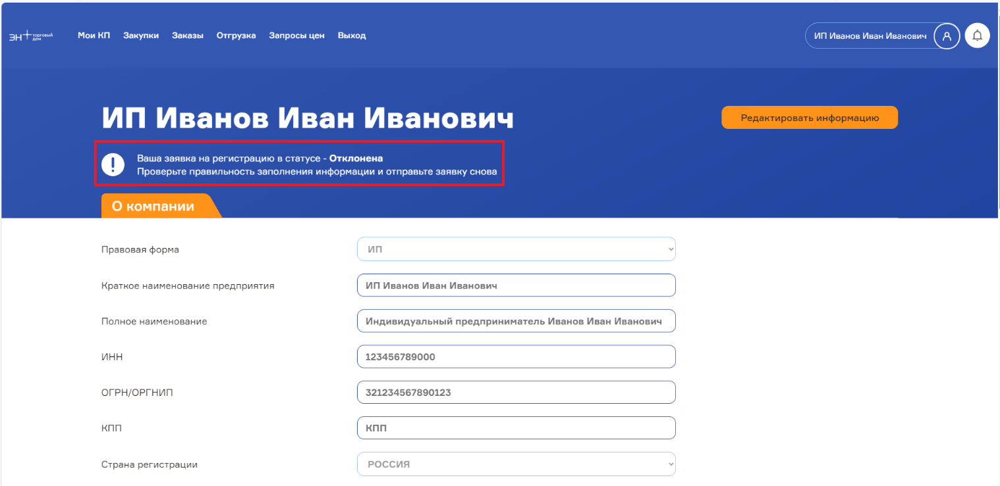 ЭН+ торговый дом
Мои КП Закупки Заказы Отгрузка Запросы цен Выход
ИП Иванов Иван Иванович
ИП Иванов Иван Иванович
Редактировать информацию
Ваша заявка на регистрацию в статусе - Отклонена
Проверьте правильность заполнения информации и отправьте заявку снова
О компании
Правовая форма ИП
Краткое наименование предприятия ИП Иванов Иван Иванович
Полное наименование Индивидуальный предприниматель Иванов Иван Иванович
ИНН 123456789000
ОГРН/ОРГНИП 321234567890123
КПП КПП
Страна регистрации РОССИЯ